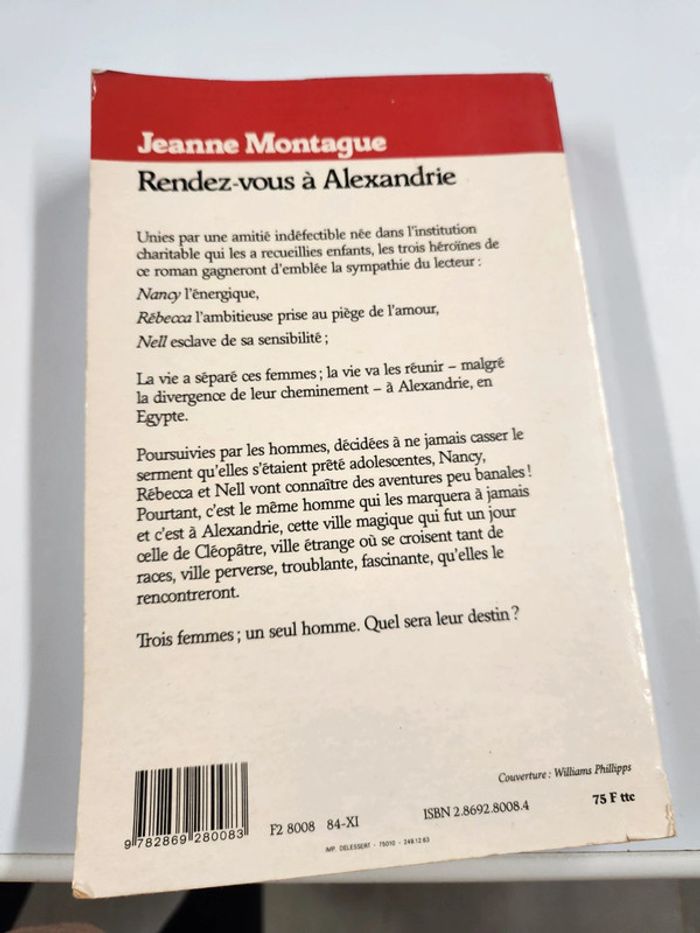 Jeanne Montague
Rendez-vous à Alexandrie
Unies par une amitié indéfectible née dans l'institution
charitable qui les a recueillies enfants, les trois héroïnes de
ce roman gagneront d'emblée la sympathie du lecteur :
Nancy l'énergique,
Rébecca l'ambitieuse prise au piège de l'amour,
Nell esclave de sa sensibilité ;
La vie a séparé ces femmes ; la vie va les réunir – malgré
la divergence de leur cheminement – à Alexandrie, en
Egypte.
Poursuivies par les hommes, décidées à ne jamais casser le
serment qu'elles s'étaient prêté adolescentes, Nancy,
Rébecca et Nell vont connaître des aventures peu banales !
Pourtant, c'est le même homme qui les marquera à jamais
et c'est à Alexandrie, cette ville magique qui fut un jour
celle de Cléopâtre, ville étrange où se croisent tant de
races, ville perverse, troublante, fascinante, qu'elles le
rencontreront.
Trois femmes ; un seul homme. Quel sera leur destin ?
Couverture : Williams Phillipps
9 782869 280083
F2 8008 84-XI
ISBN 2.8692.8008.4
75 F ttc
IMP. DELESSERT - 75010 - 249.12.63